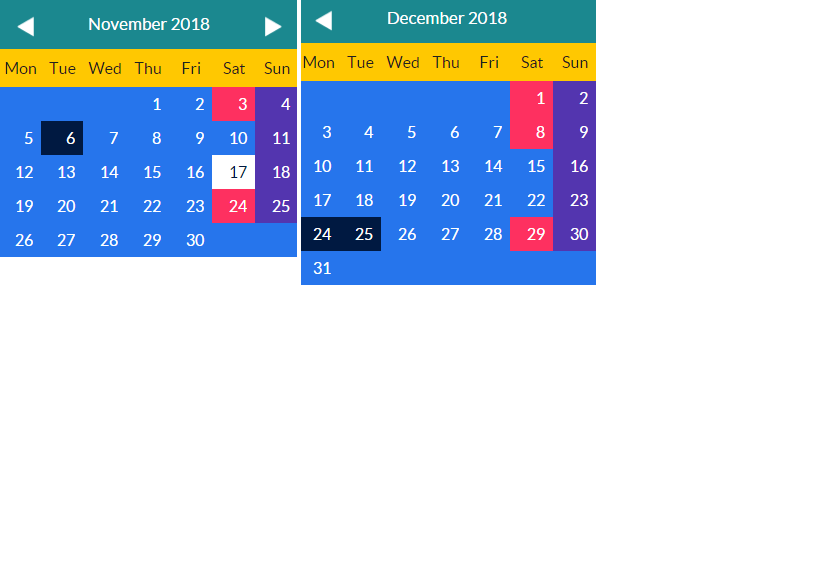 November 2018
Mon Tue Wed Thu Fri Sat Sun
1 2 3 4
5 6 7 8 9 10 11
12 13 14 15 16 17 18
19 20 21 22 23 24 25
26 27 28 29 30
December 2018
Mon Tue Wed Thu Fri Sat Sun
1 2
3 4 5 6 7 8 9
10 11 12 13 14 15 16
17 18 19 20 21 22 23
24 25 26 27 28 29 30
31